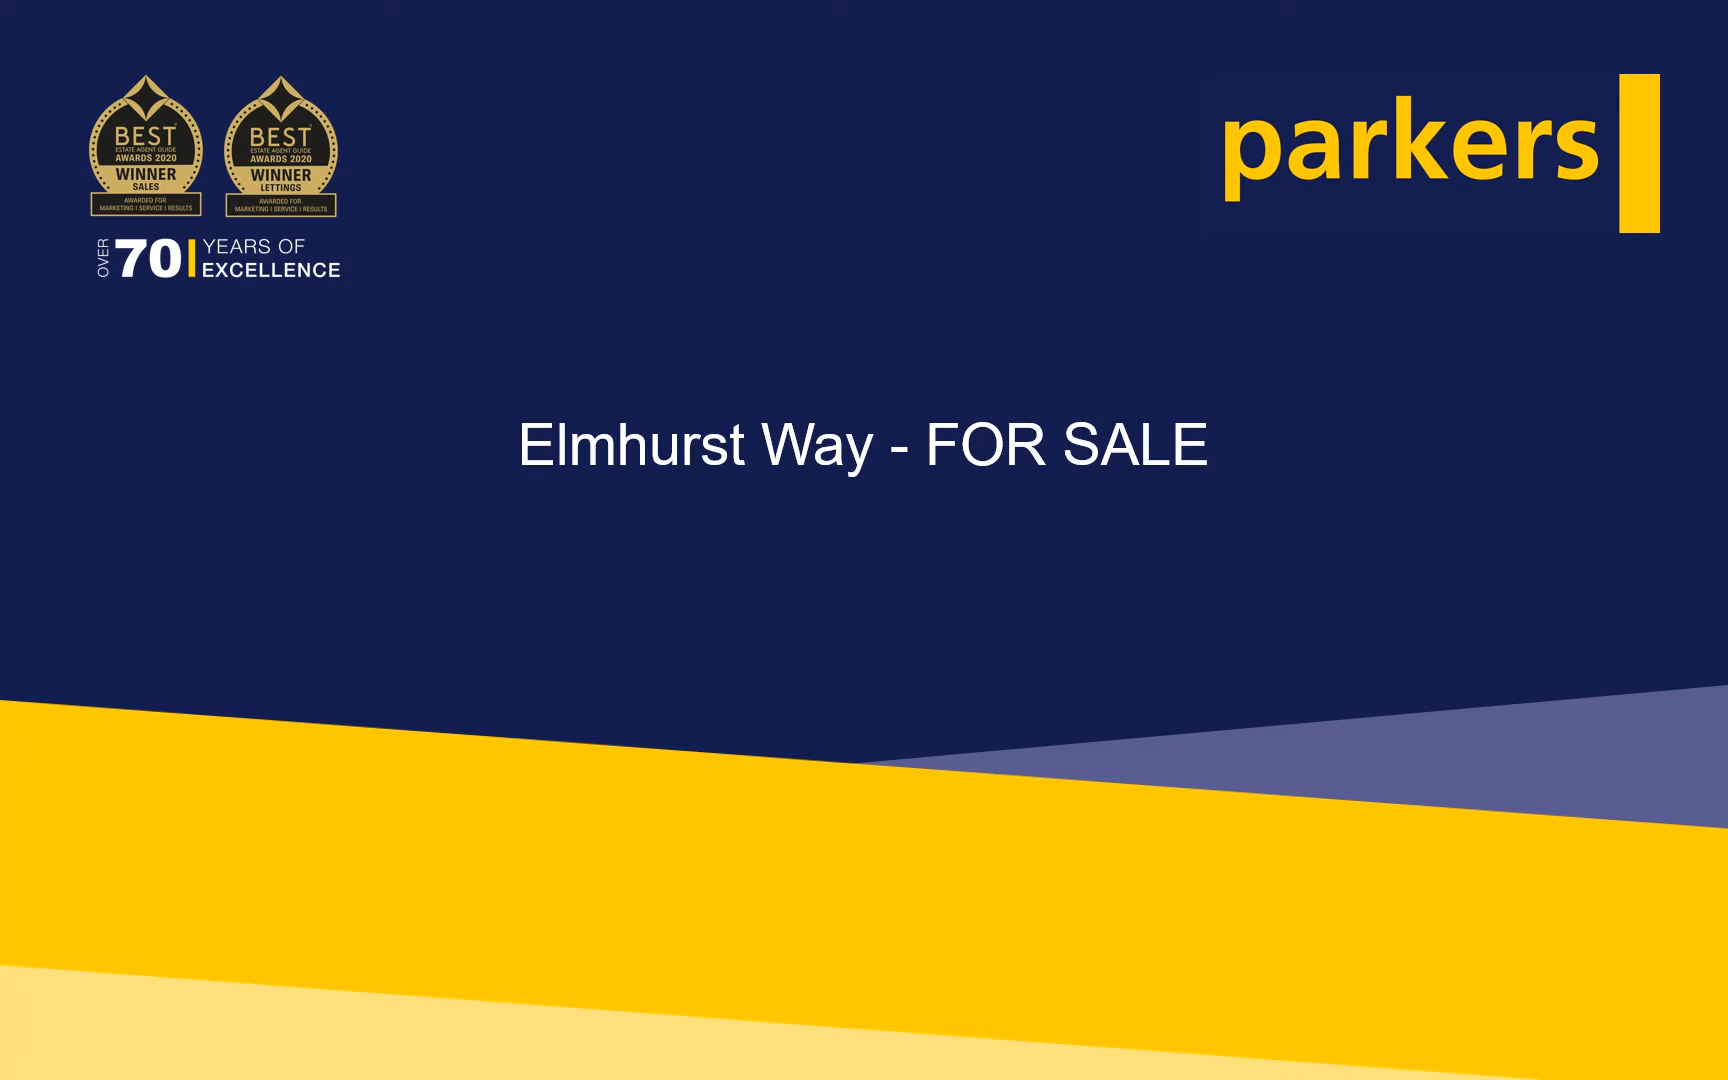 BEST
ESTATE AGENT GUIDE
AWARDS 2020
WINNER
SALES
AWARDED FOR
MARKETING | SERVICE | RESULTS
BEST
ESTATE AGENT GUIDE
AWARDS 2020
WINNER
LETTINGS
AWARDED FOR
MARKETING | SERVICE | RESULTS
OVER 70 YEARS OF
EXCELLENCE
parkers
Elmhurst Way - FOR SALE